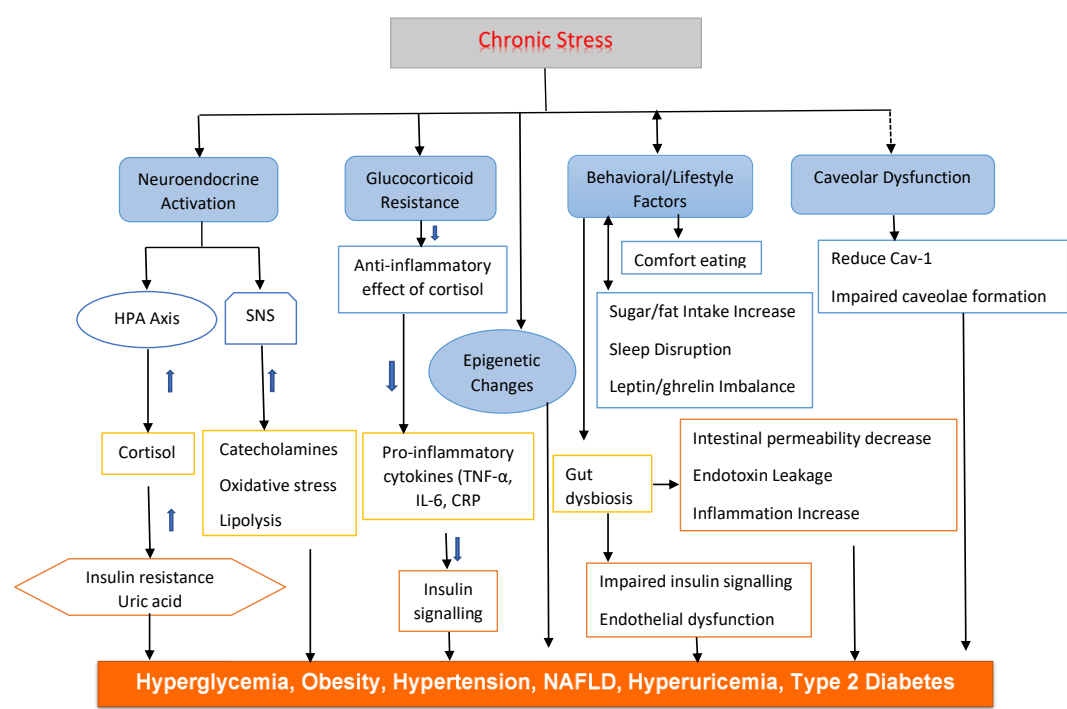 Chronic Stress
Neuroendocrine
Activation
Glucocorticoid
Resistance
Behavioral/Lifestyle
Factors
Caveolar Dysfunction
Anti-inflammatory
effect of cortisol
Comfort eating
Reduce Cav-1
Impaired caveolae formation
HPA Axis
SNS
Sugar/fat Intake Increase
Sleep Disruption
Leptin/ghrelin Imbalance
Epigenetic
Changes
Cortisol
Catecholamines
Oxidative stress
Lipolysis
Pro-inflammatory
cytokines (TNF-α,
IL-6, CRP
Gut
dysbiosis
Intestinal permeability decrease
Endotoxin Leakage
Inflammation Increase
Insulin resistance
Uric acid
Insulin
signalling
Impaired insulin signalling
Endothelial dysfunction
Hyperglycemia, Obesity, Hypertension, NAFLD, Hyperuricemia, Type 2 Diabetes